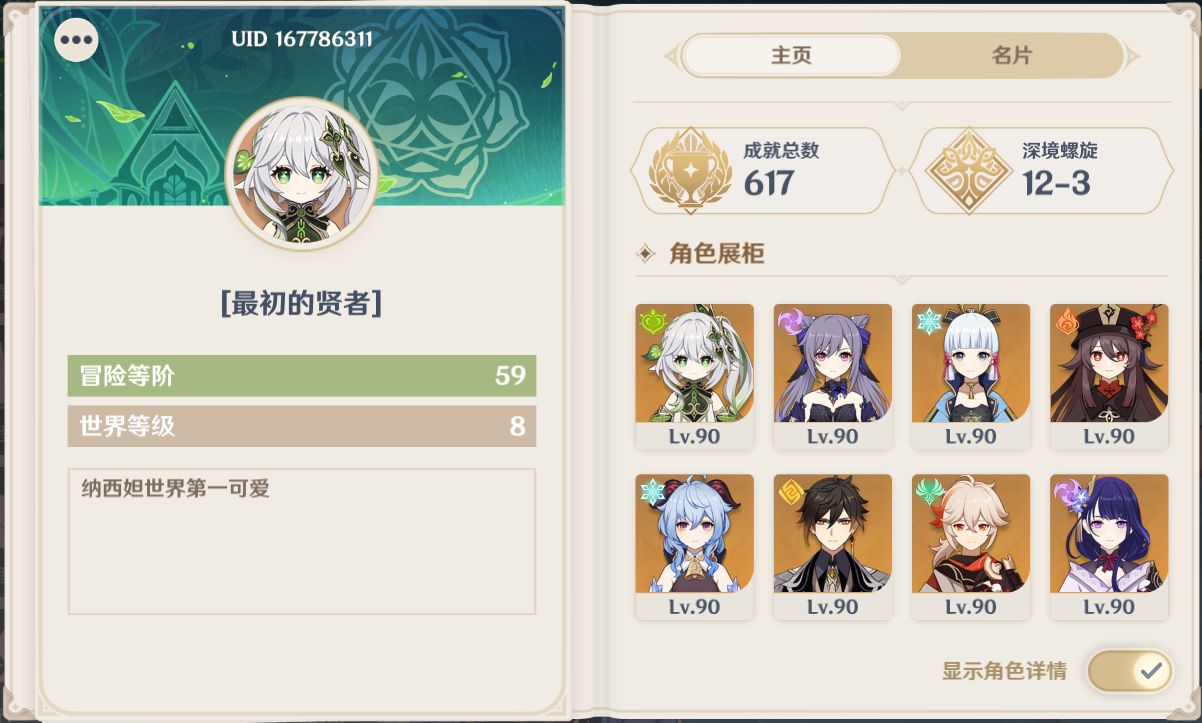 UID 167786311
[最初的贤者]
冒险等阶 59
世界等级 8
纳西妲世界第一可爱
主页 名片
成就总数
617
深境螺旋
12-3
角色展柜
Lv.90 Lv.90 Lv.90 Lv.90
Lv.90 Lv.90 Lv.90 Lv.90
显示角色详情